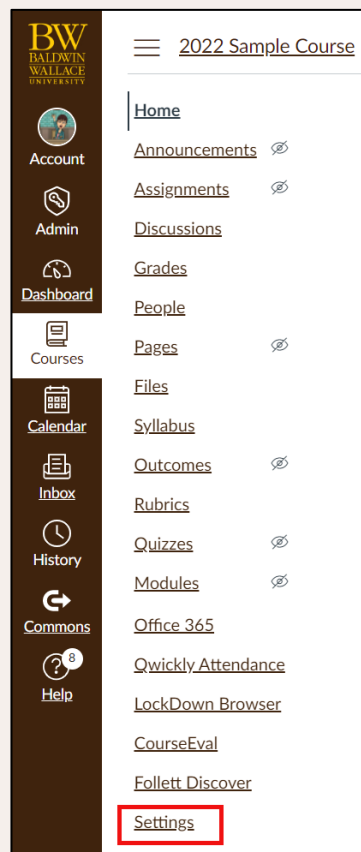 BW
BALDWIN
WALLACE
UNIVERSITY
Account
Admin
Dashboard
Courses
Calendar
Inbox
History
Commons
8
Help
2022 Sample Course
Home
Announcements
Assignments
Discussions
Grades
People
Pages
Files
Syllabus
Outcomes
Rubrics
Quizzes
Modules
Office 365
Qwickly Attendance
LockDown Browser
CourseEval
Follett Discover
Settings